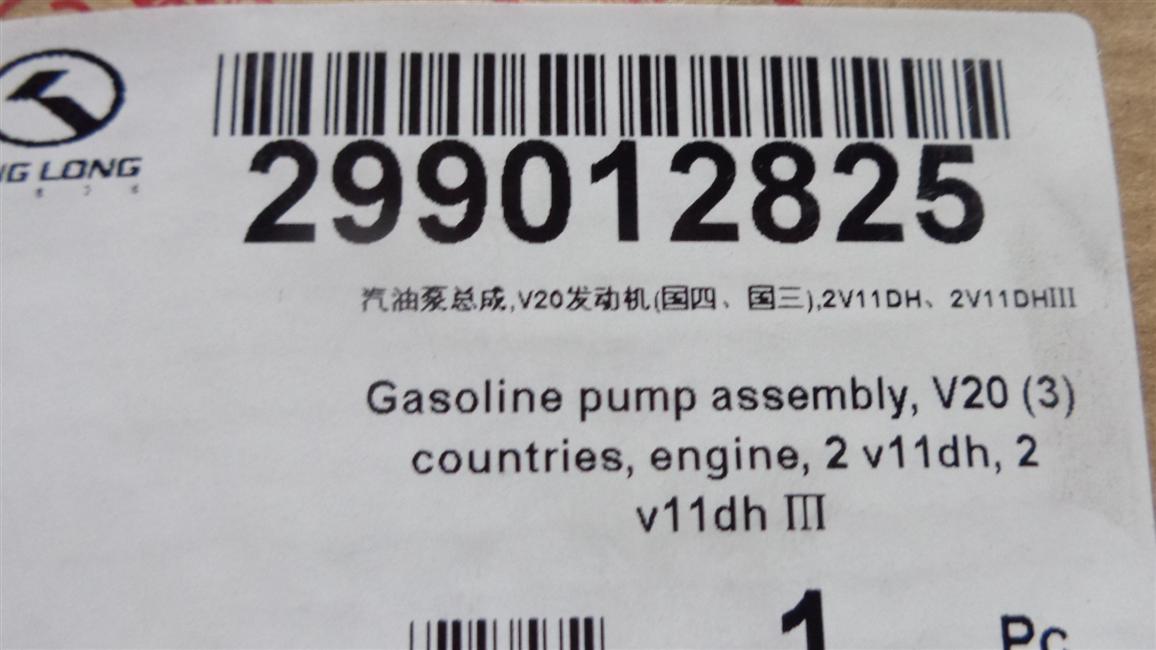 NG LONG
299012825
汽油泵总成,V20发动机(国四、国三),2V11DH、2V11DHIII
Gasoline pump assembly, V20 (3)
countries, engine, 2 v11dh, 2
v11dh III
1 Pc